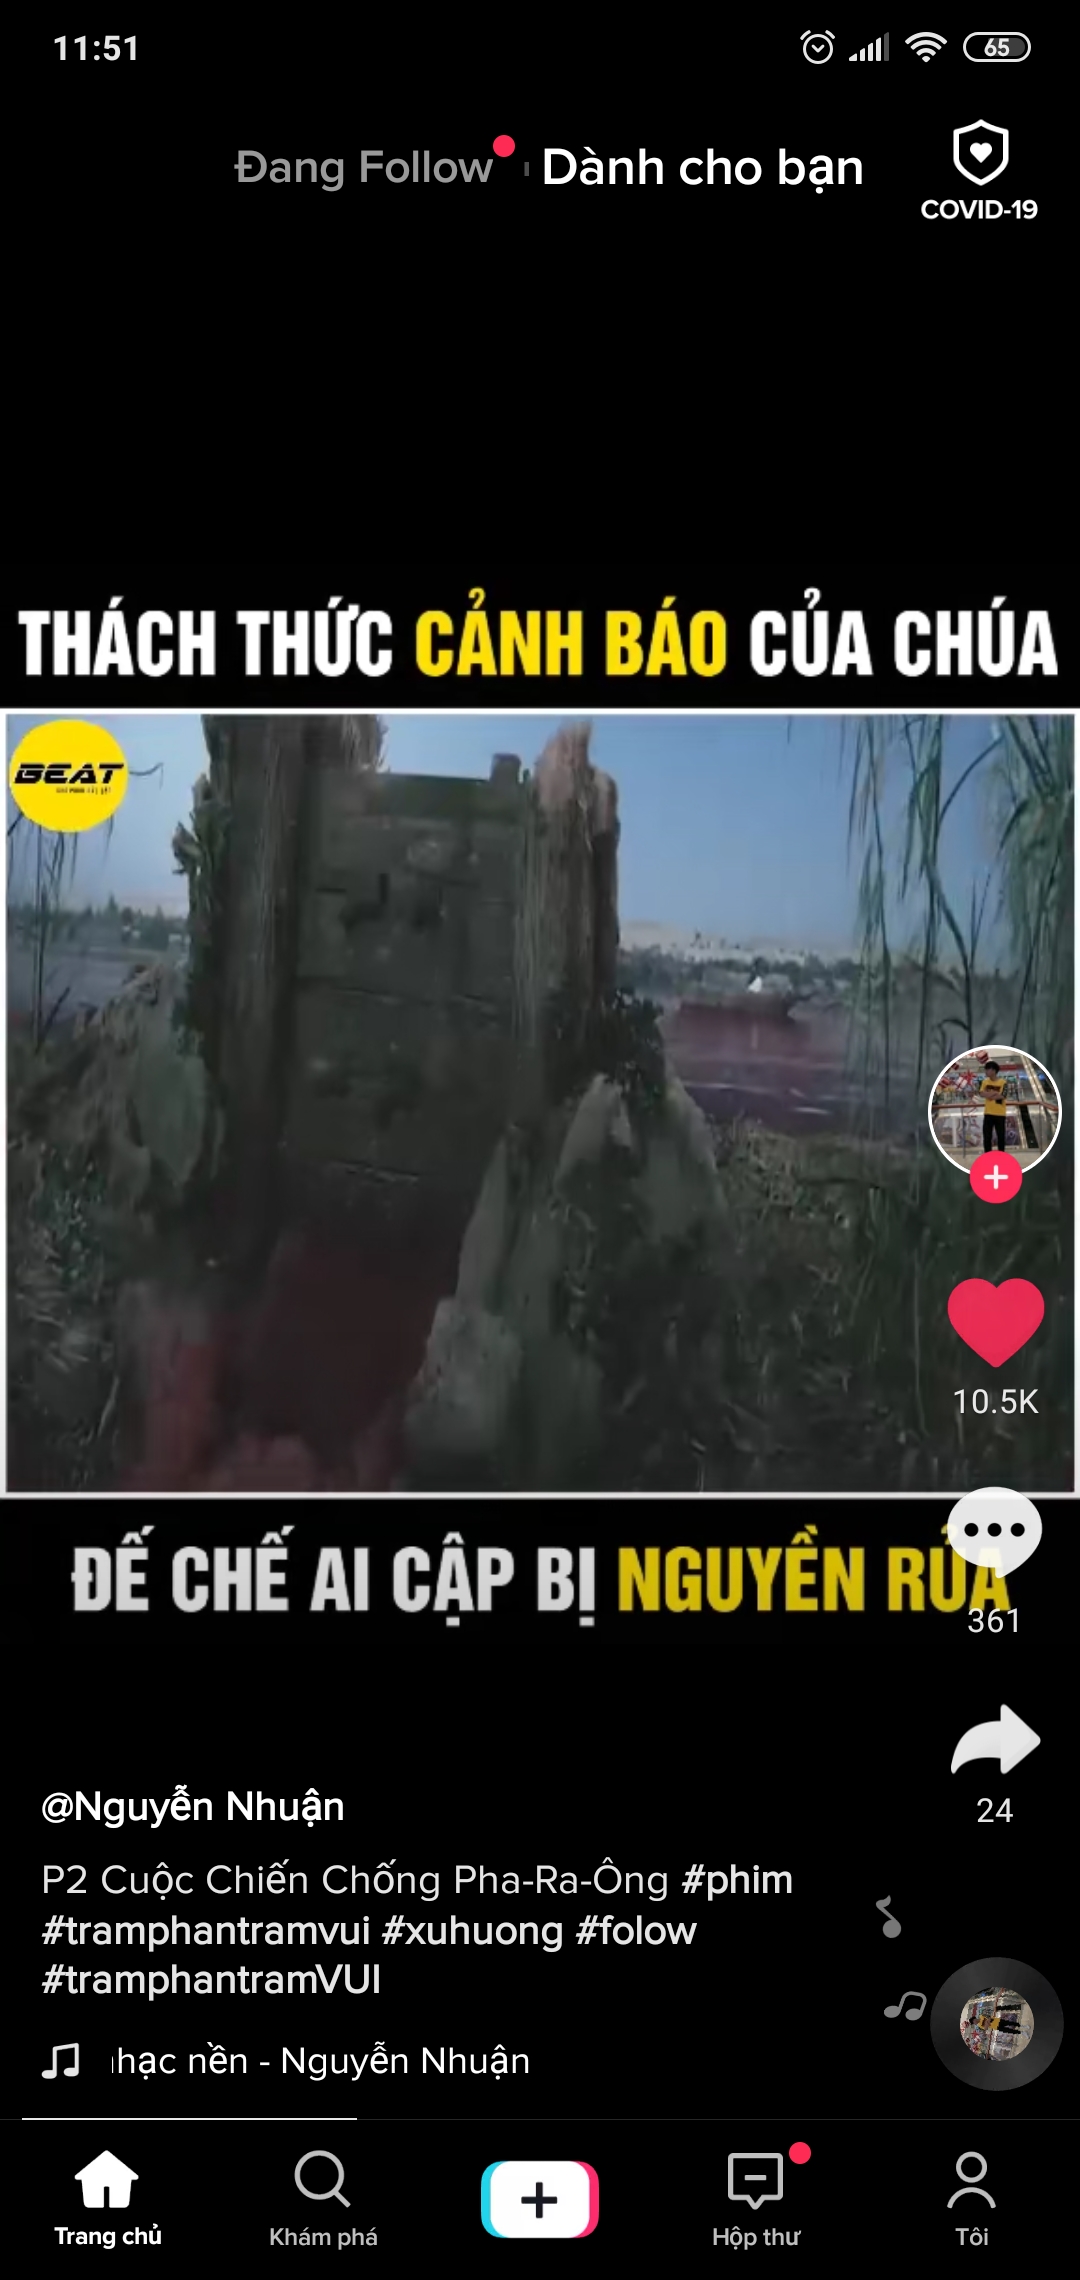 11:51
65
Đang Follow
Dành cho bạn
COVID-19
THÁCH THỨC CẢNH BÁO CỦA CHÚA
BEAT
10.5K
ĐẾ CHẾ AI CẬP BỊ NGUYỀN RỦA
361
24
@Nguyễn Nhuận
P2 Cuộc Chiến Chống Pha-Ra-Ông #phim
#tramphantramvui #xuhuong #folow
#tramphantramVUI
hạc nền - Nguyễn Nhuận
Trang chủ
Khám phá
Hộp thư
Tôi